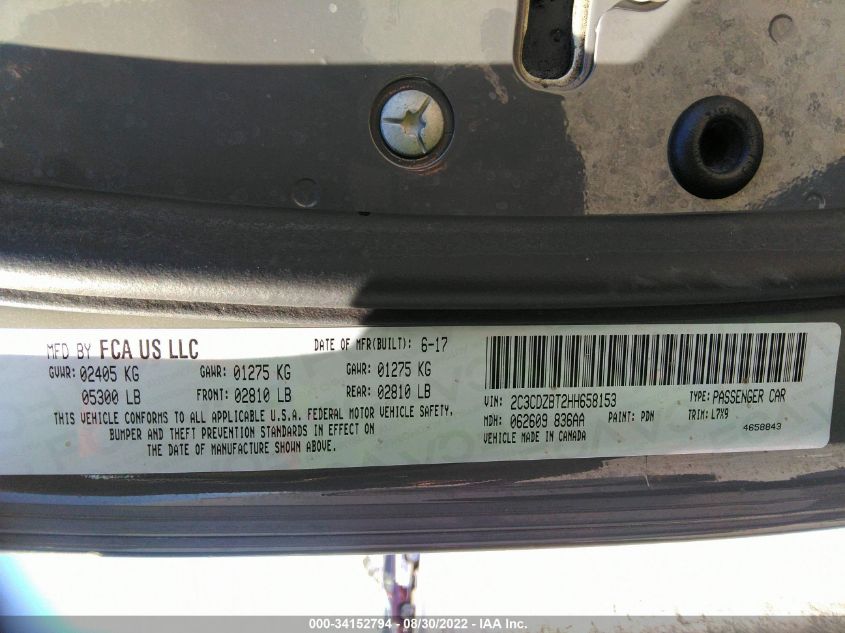 MFD BY FCA US LLC
DATE OF MFR(BUILT): 6-17
GVWR: 02405 KG GAWR: 01275 KG GAWR: 01275 KG
05300 LB FRONT: 02810 LB REAR: 02810 LB
THIS VEHICLE CONFORMS TO ALL APPLICABLE U.S.A. FEDERAL MOTOR VEHICLE SAFETY,
BUMPER AND THEFT PREVENTION STANDARDS IN EFFECT ON
THE DATE OF MANUFACTURE SHOWN ABOVE.
VIN: 2C3CDZBT2HH658153 TYPE: PASSENGER CAR
MDH: 062609 836AA PAINT: PDN TRIM: L7X9
VEHICLE MADE IN CANADA 4658843
000-34152794 - 08/30/2022 - IAA Inc.